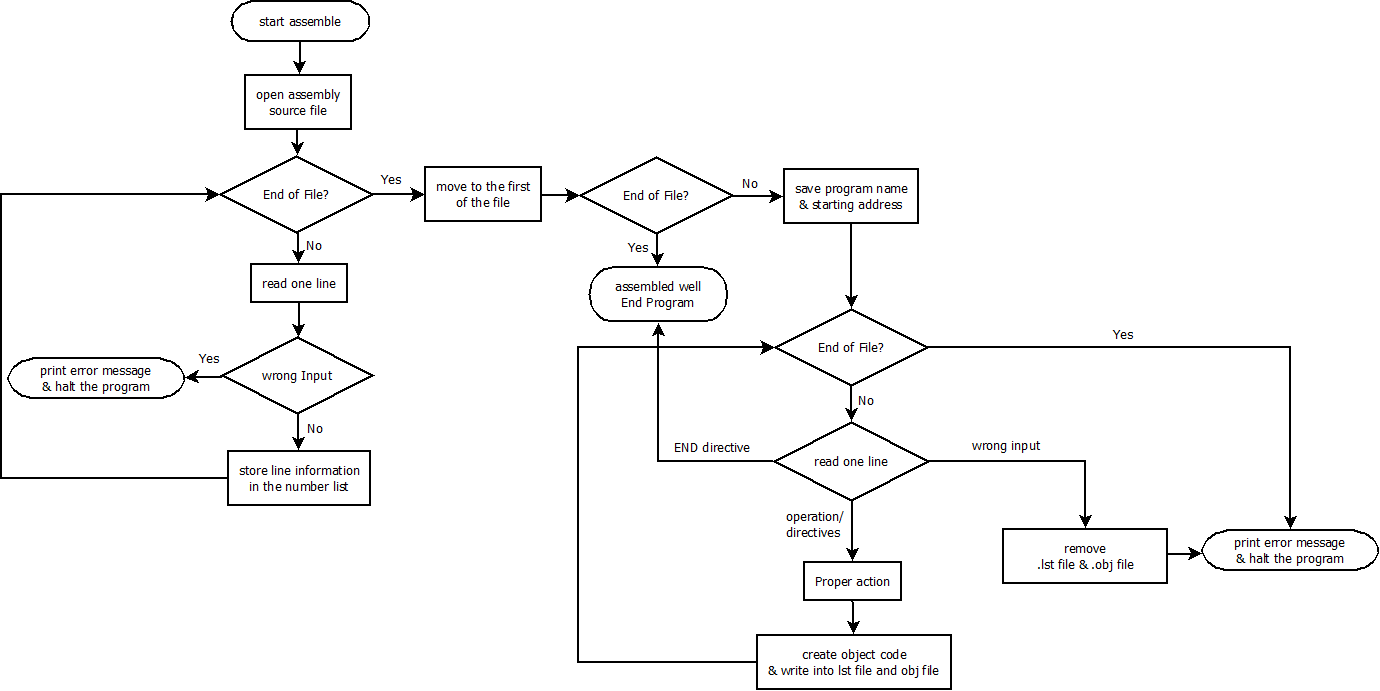 start assemble
open assembly
source file
End of File?
Yes
move to the first
of the file
End of File?
No
save program name
& starting address
No
Yes
read one line
assembled well
End Program
End of File?
Yes
wrong Input
Yes
print error message
& halt the program
No
No
END directive
read one line
wrong input
store line information
in the number list
operation/
directives
remove
.lst file & .obj file
print error message
& halt the program
Proper action
create object code
& write into lst file and obj file